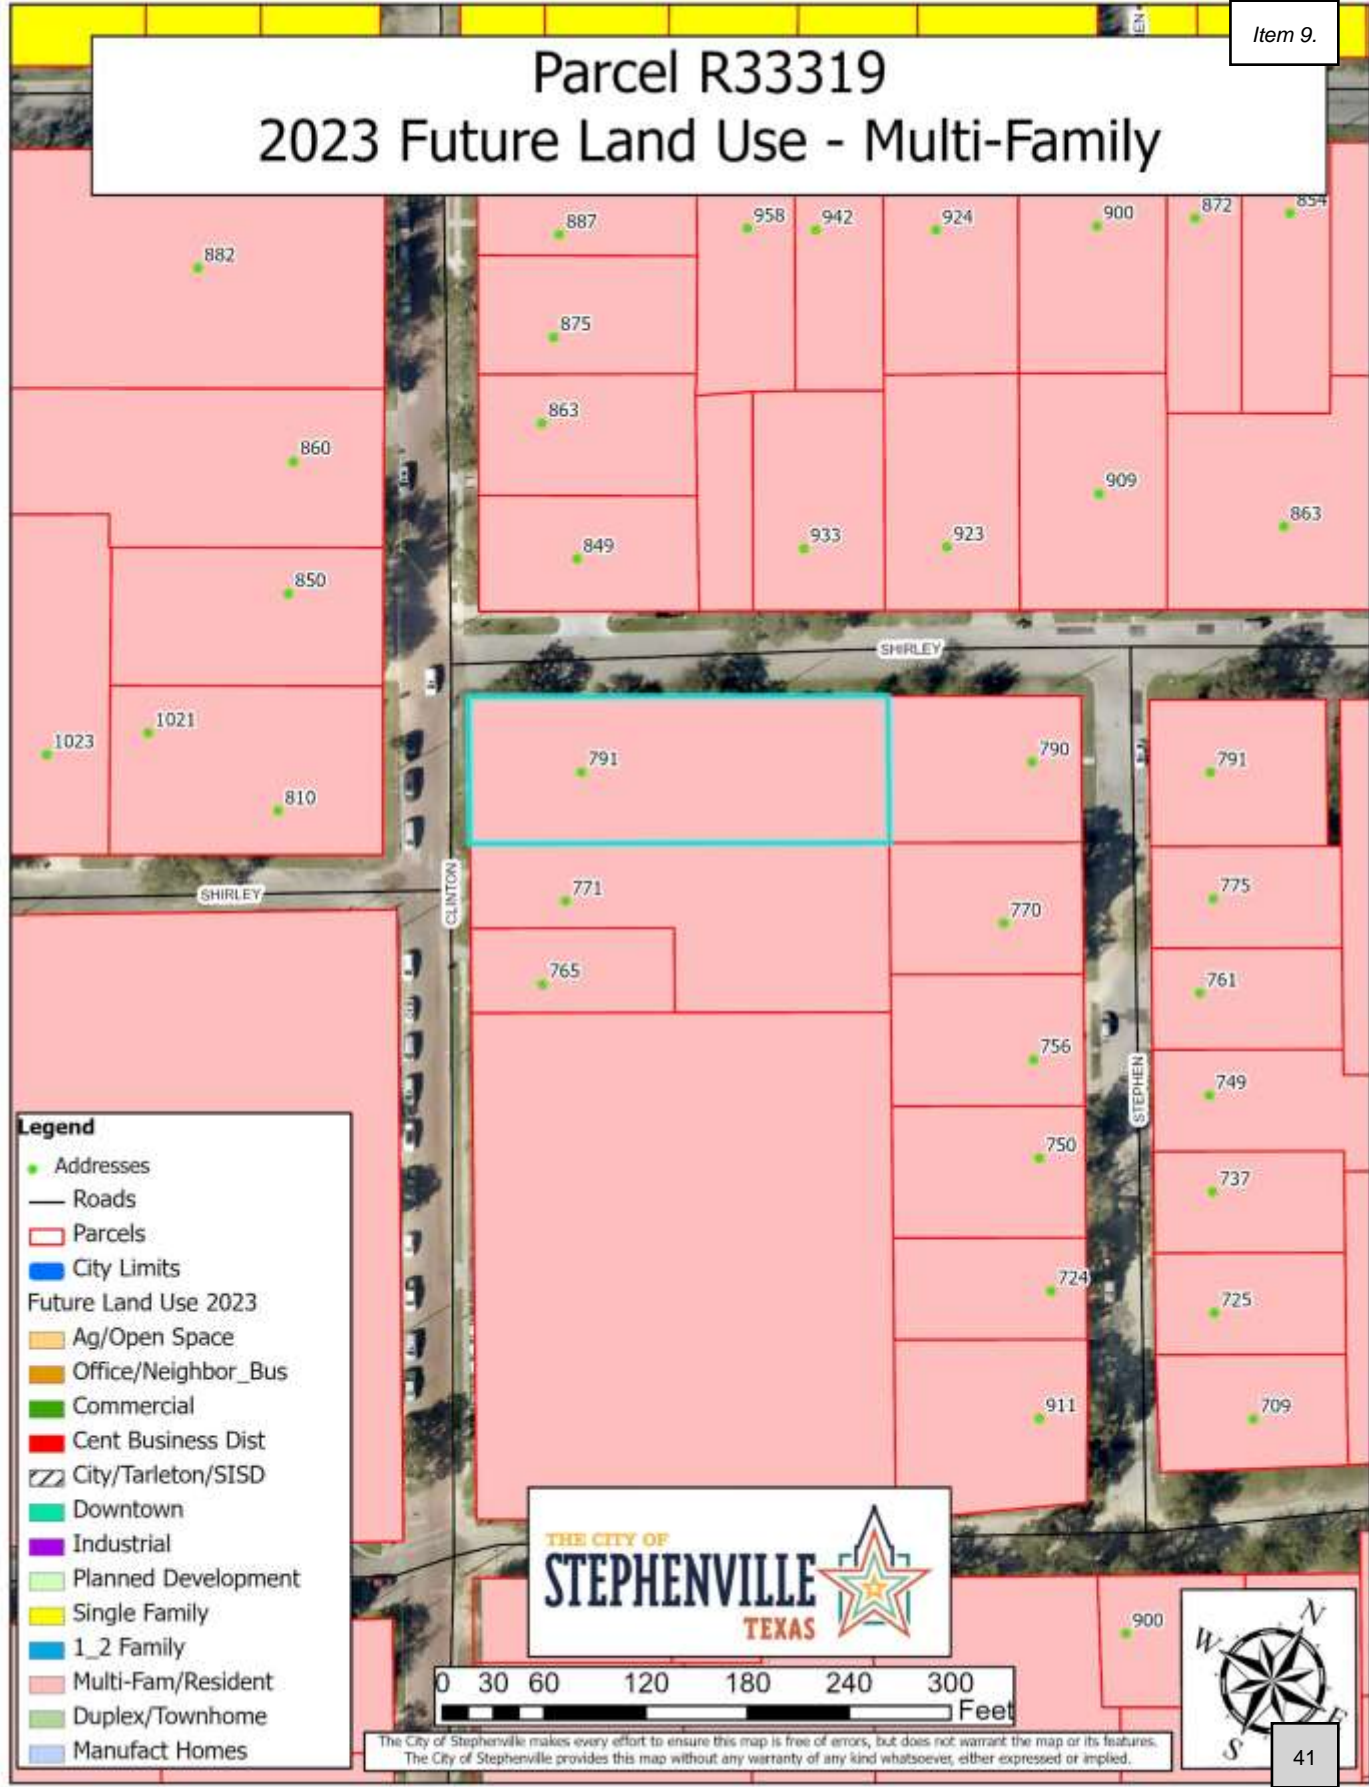 Item 9.
Parcel R33319
2023 Future Land Use - Multi-Family
882
887
958
942
924
900
872
854
875
863
860
909
863
849
933
923
850
SHIRLEY
1023
1021
810
791
790
791
SHIRLEY
CLINTON
771
770
775
765
761
756
STEPHEN
749
750
737
724
725
911
709
900
Legend
Addresses
Roads
Parcels
City Limits
Future Land Use 2023
Ag/Open Space
Office/Neighbor_Bus
Commercial
Cent Business Dist
City/Tarleton/SISD
Downtown
Industrial
Planned Development
Single Family
1_2 Family
Multi-Fam/Resident
Duplex/Townhome
Manufact Homes
THE CITY OF
STEPHENVILLE
TEXAS
0 30 60 120 180 240 300
Feet
The City of Stephenville makes every effort to ensure this map is free of errors, but does not warrant the map or its features.
The City of Stephenville provides this map without any warranty of any kind whatsoever, either expressed or implied.
N
W
E
S
41